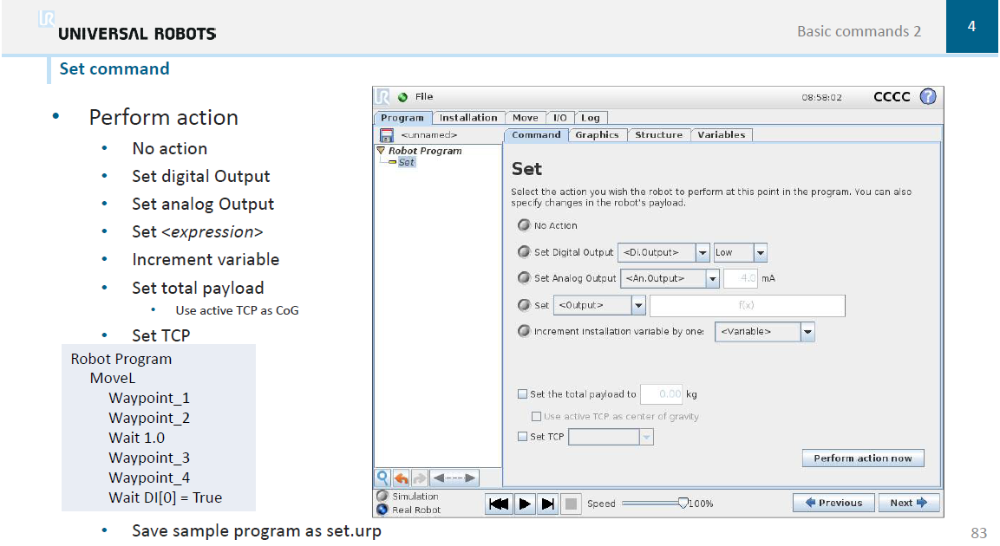 UR
UNIVERSAL ROBOTS
Basic commands 2
4
Set command
• Perform action
• No action
• Set digital Output
• Set analog Output
• Set <expression>
• Increment variable
• Set total payload
• Use active TCP as CoG
• Set TCP
Robot Program
MoveL
Waypoint_1
Waypoint_2
Wait 1.0
Waypoint_3
Waypoint_4
Wait DI[0] = True
• Save sample program as set.urp
UR File 08:58:02 CCCC ?
Program Installation Move I/O Log
<unnamed> Command Graphics Structure Variables
Robot Program
Set
Set
Select the action you wish the robot to perform at this point in the program. You can also
specify changes in the robot's payload.
No Action
Set Digital Output <Di.Output> Low
Set Analog Output <An.Output> 4.0 mA
Set <Output> f(x)
Increment installation variable by one: <Variable>
Set the total payload to 0.00 kg
Use active TCP as center of gravity
Set TCP
Perform action now
Simulation
Real Robot
Speed 100%
Previous Next
83